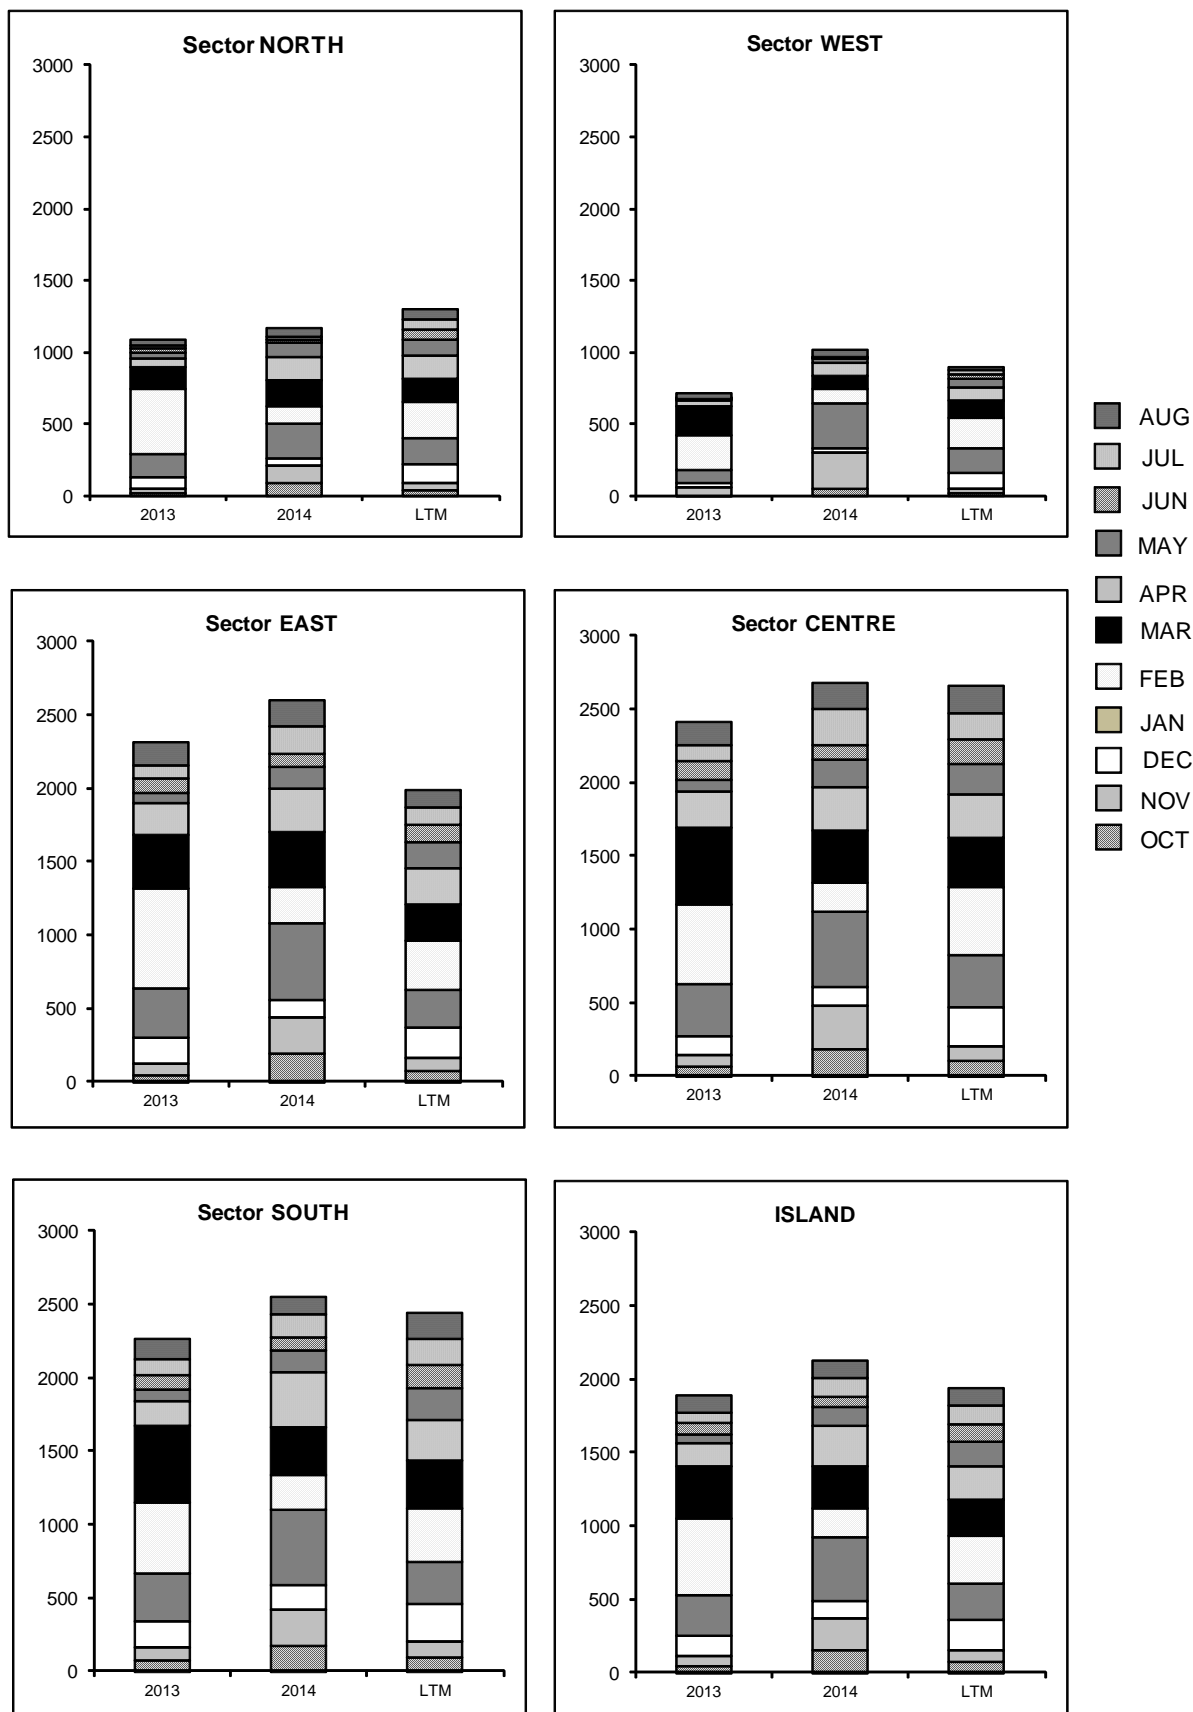 Sector NORTH
3000
2500
2000
1500
1000
500
0
2013 2014 LTM
Sector WEST
3000
2500
2000
1500
1000
500
0
2013 2014 LTM
AUG
JUL
JUN
MAY
APR
MAR
FEB
JAN
DEC
NOV
OCT
Sector EAST
3000
2500
2000
1500
1000
500
0
2013 2014 LTM
Sector CENTRE
3000
2500
2000
1500
1000
500
0
2013 2014 LTM
Sector SOUTH
3000
2500
2000
1500
1000
500
0
2013 2014 LTM
ISLAND
3000
2500
2000
1500
1000
500
0
2013 2014 LTM